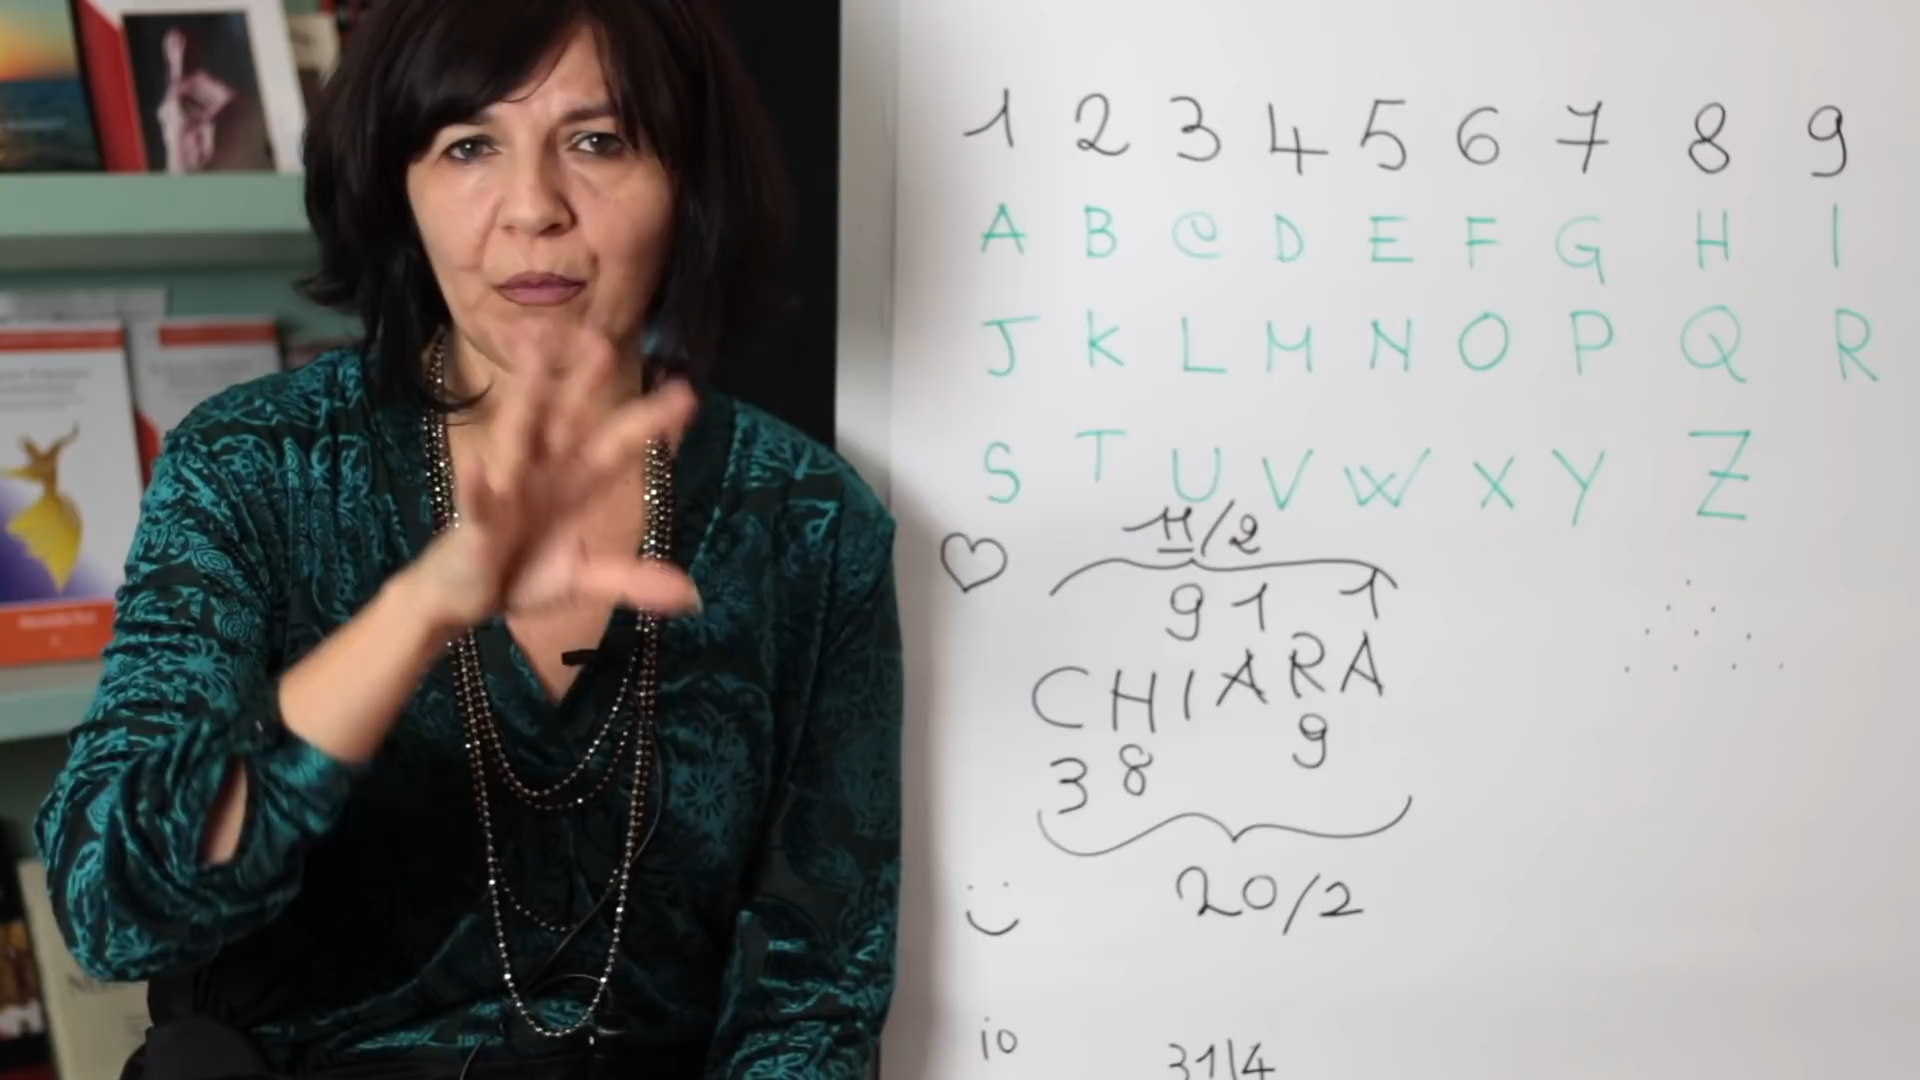 1 2 3 4 5 6 7 8 9
A B C D E F G H I
J K L M N O P Q R
S T U V W X Y Z
11/2
9 1 1
CHIARA
3 8 9
20/2
io 31/4